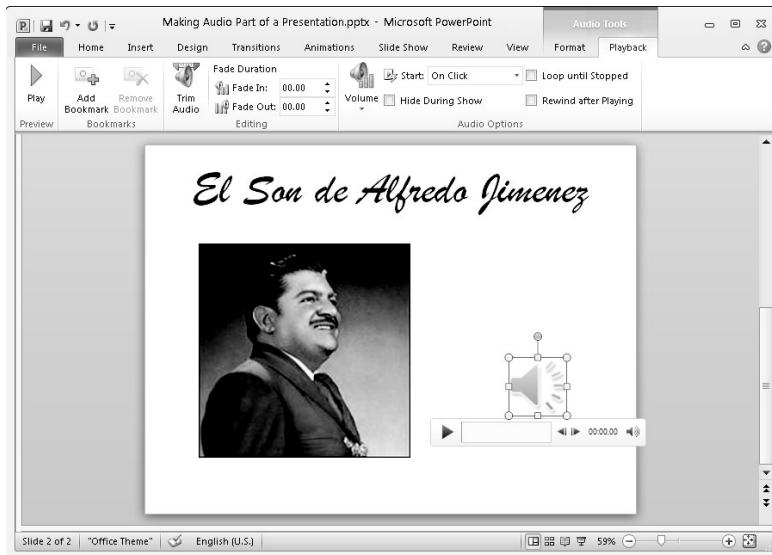 Making Audio Part of a Presentation.pptx - Microsoft PowerPoint
Audio Tools
File Home Insert Design Transitions Animations Slide Show Review View Format Playback
Play
Add Bookmark
Remove Bookmark
Trim Audio
Fade Duration
Fade In: 00.00
Fade Out: 00.00
Volume
Start: On Click
Hide During Show
Loop until Stopped
Rewind after Playing
Preview Bookmarks Editing Audio Options
El Son de Alfredo Jimenez
00:00.00
Slide 2 of 2 "Office Theme" English (U.S.) 59%